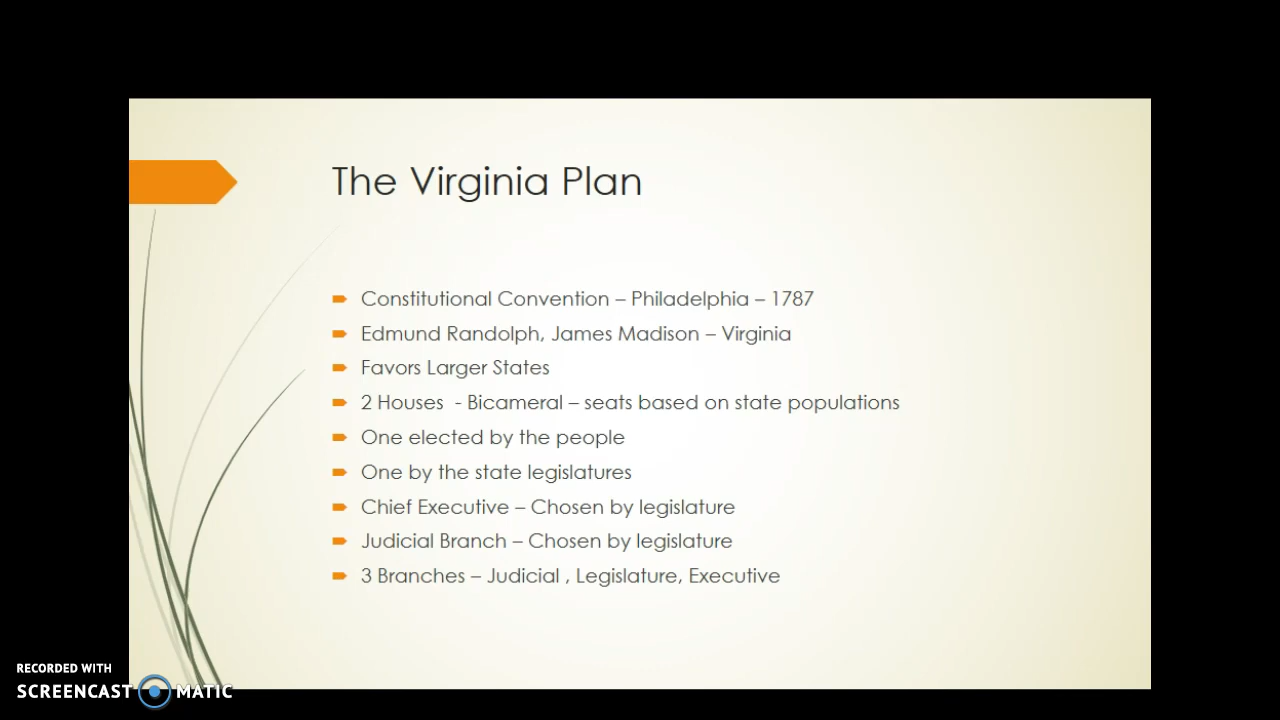 The Virginia Plan
Constitutional Convention – Philadelphia – 1787
Edmund Randolph, James Madison – Virginia
Favors Larger States
2 Houses  - Bicameral – seats based on state populations
One elected by the people
One by the state legislatures
Chief Executive – Chosen by legislature
Judicial Branch – Chosen by legislature
3 Branches – Judicial , Legislature, Executive
RECORDED WITH
SCREENCAST MATIC